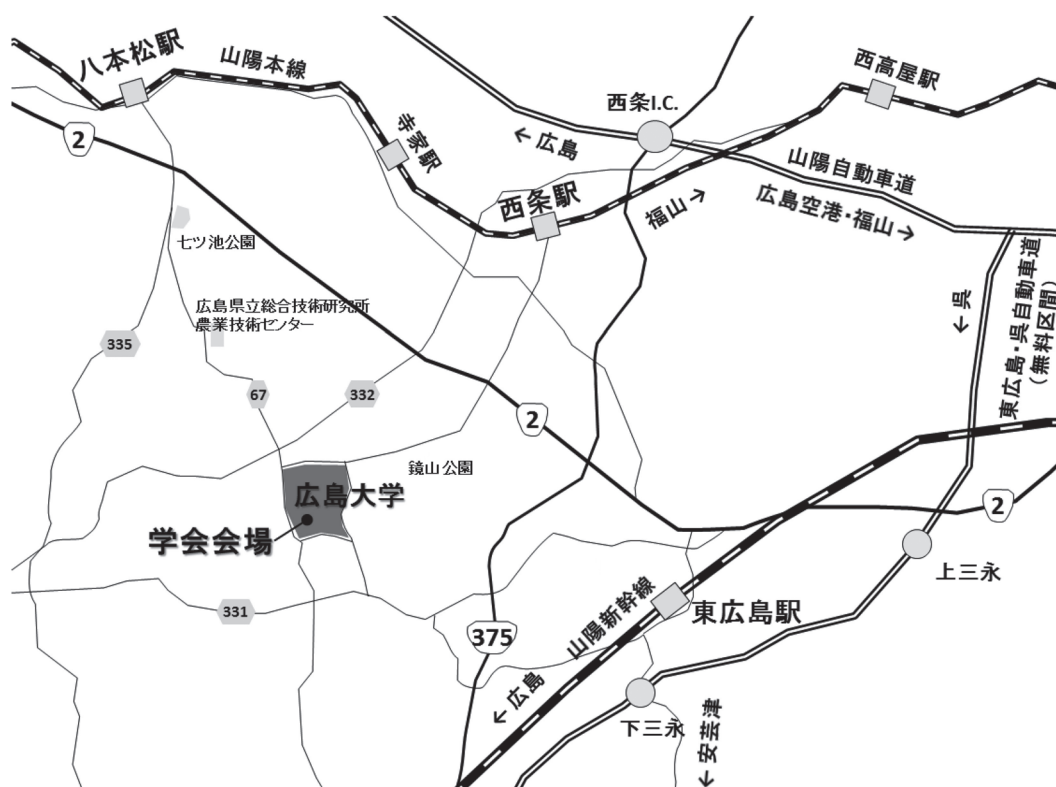 八本松駅
山陽本線
西高屋駅
2
寺家駅
西条I.C.
←広島
山陽自動車道
西条駅
福山→
広島空港・福山→
七ツ池公園
←呉
東広島・呉自動車道
(無料区間)
広島県立総合技術研究所
農業技術センター
335
67
332
2
鏡山公園
広島大学
学会会場
2
上三永
331
375
山陽新幹線
東広島駅
←広島
下三永
←安芸津